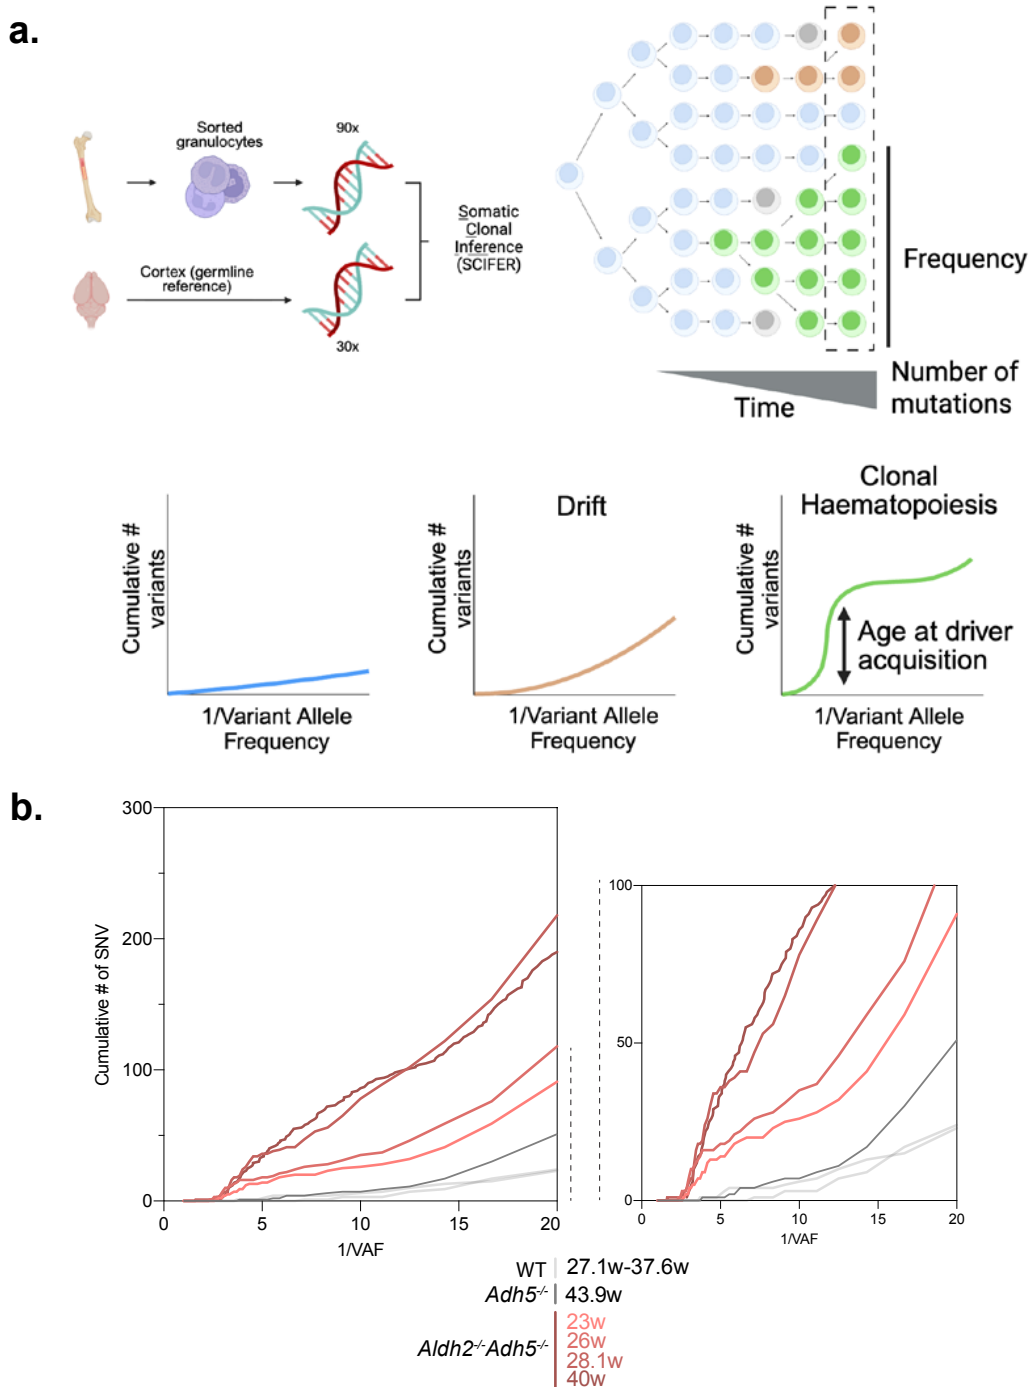 a.
Sorted
granulocytes
90x
Cortex (germline
reference)
30x
Somatic
Clonal
Inference
(SCIFER)
Frequency
Time
Number of
mutations
Cumulative #
variants
1/Variant Allele
Frequency
Drift
Cumulative #
variants
1/Variant Allele
Frequency
Clonal
Haematopoiesis
Cumulative #
variants
Age at driver
acquisition
1/Variant Allele
Frequency
b.
Cumulative # of SNV
300
200
100
0
0 5 10 15 20
1/VAF
100
50
0
0 5 10 15 20
1/VAF
WT 27.1w-37.6w
Adh5-/- 43.9w
Aldh2-/-Adh5-/-
23w
26w
28.1w
40w